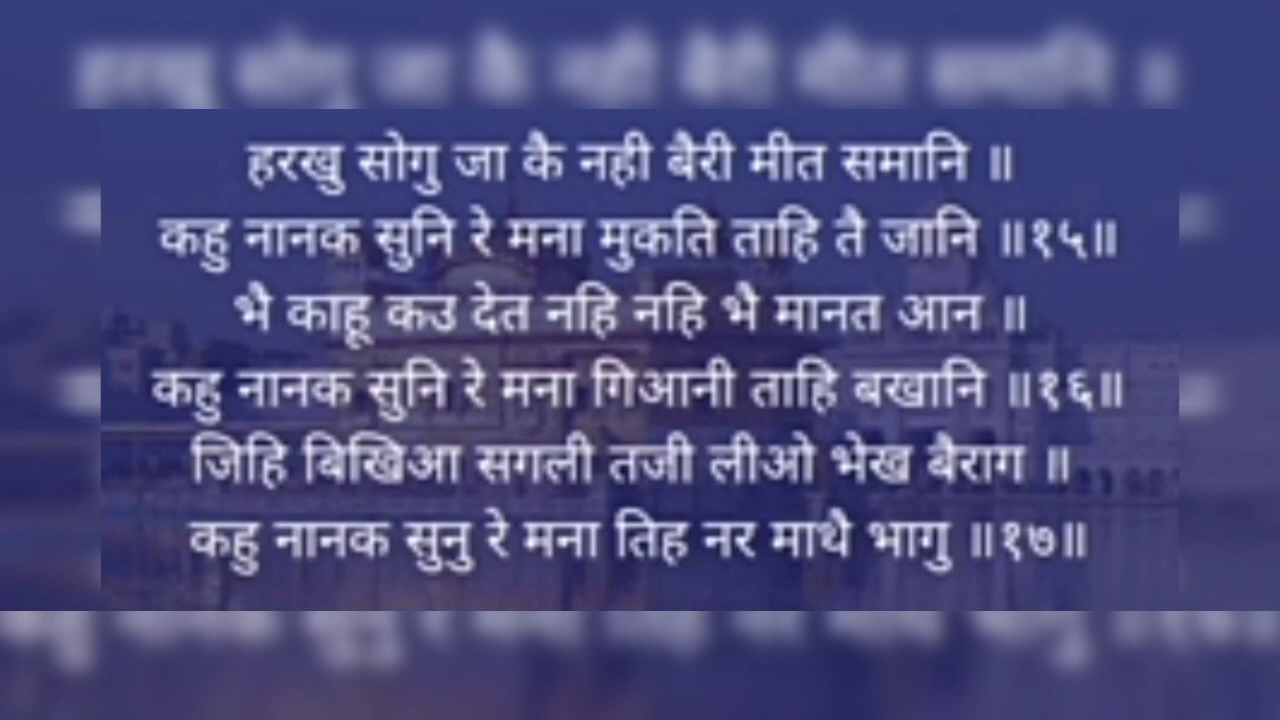 हरखु सोगु जा कै नही बैरी मीत समानि ॥
कहु नानक सुनि रे मना मुकति ताहि तै जानि ॥१५॥
भै काहू कउ देत नहि नहि भै मानत आन ॥
कहु नानक सुनि रे मना गिआनी ताहि बखानि ॥१६॥
जिहि बिखिआ सगली तजी लीओ भेख बैराग ॥
कहु नानक सुनु रे मना तिह नर माथै भागु ॥१७॥